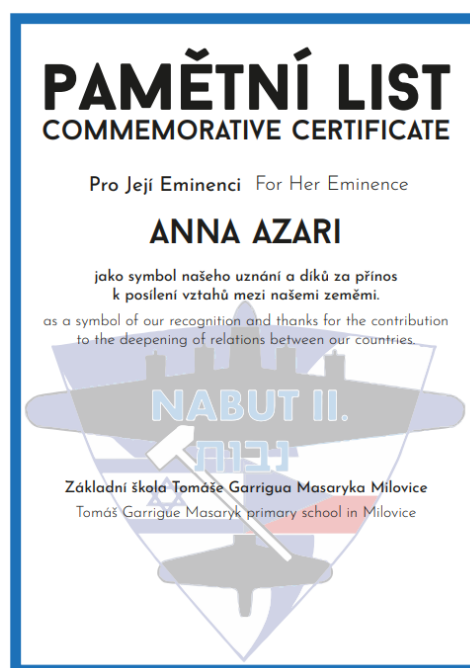 PAMĚTNÍ LIST
COMMEMORATIVE CERTIFICATE
Pro Její Eminenci For Her Eminence
ANNA AZARI
jako symbol našeho uznání a díků za přínos
k posílení vztahů mezi našemi zeměmi.
as a symbol of our recognition and thanks for the contribution
to the deepening of relations between our countries.
NABUT II.
נבות
Základní škola Tomáše Garrigua Masaryka Milovice
Tomáš Garrigue Masaryk primary school in Milovice